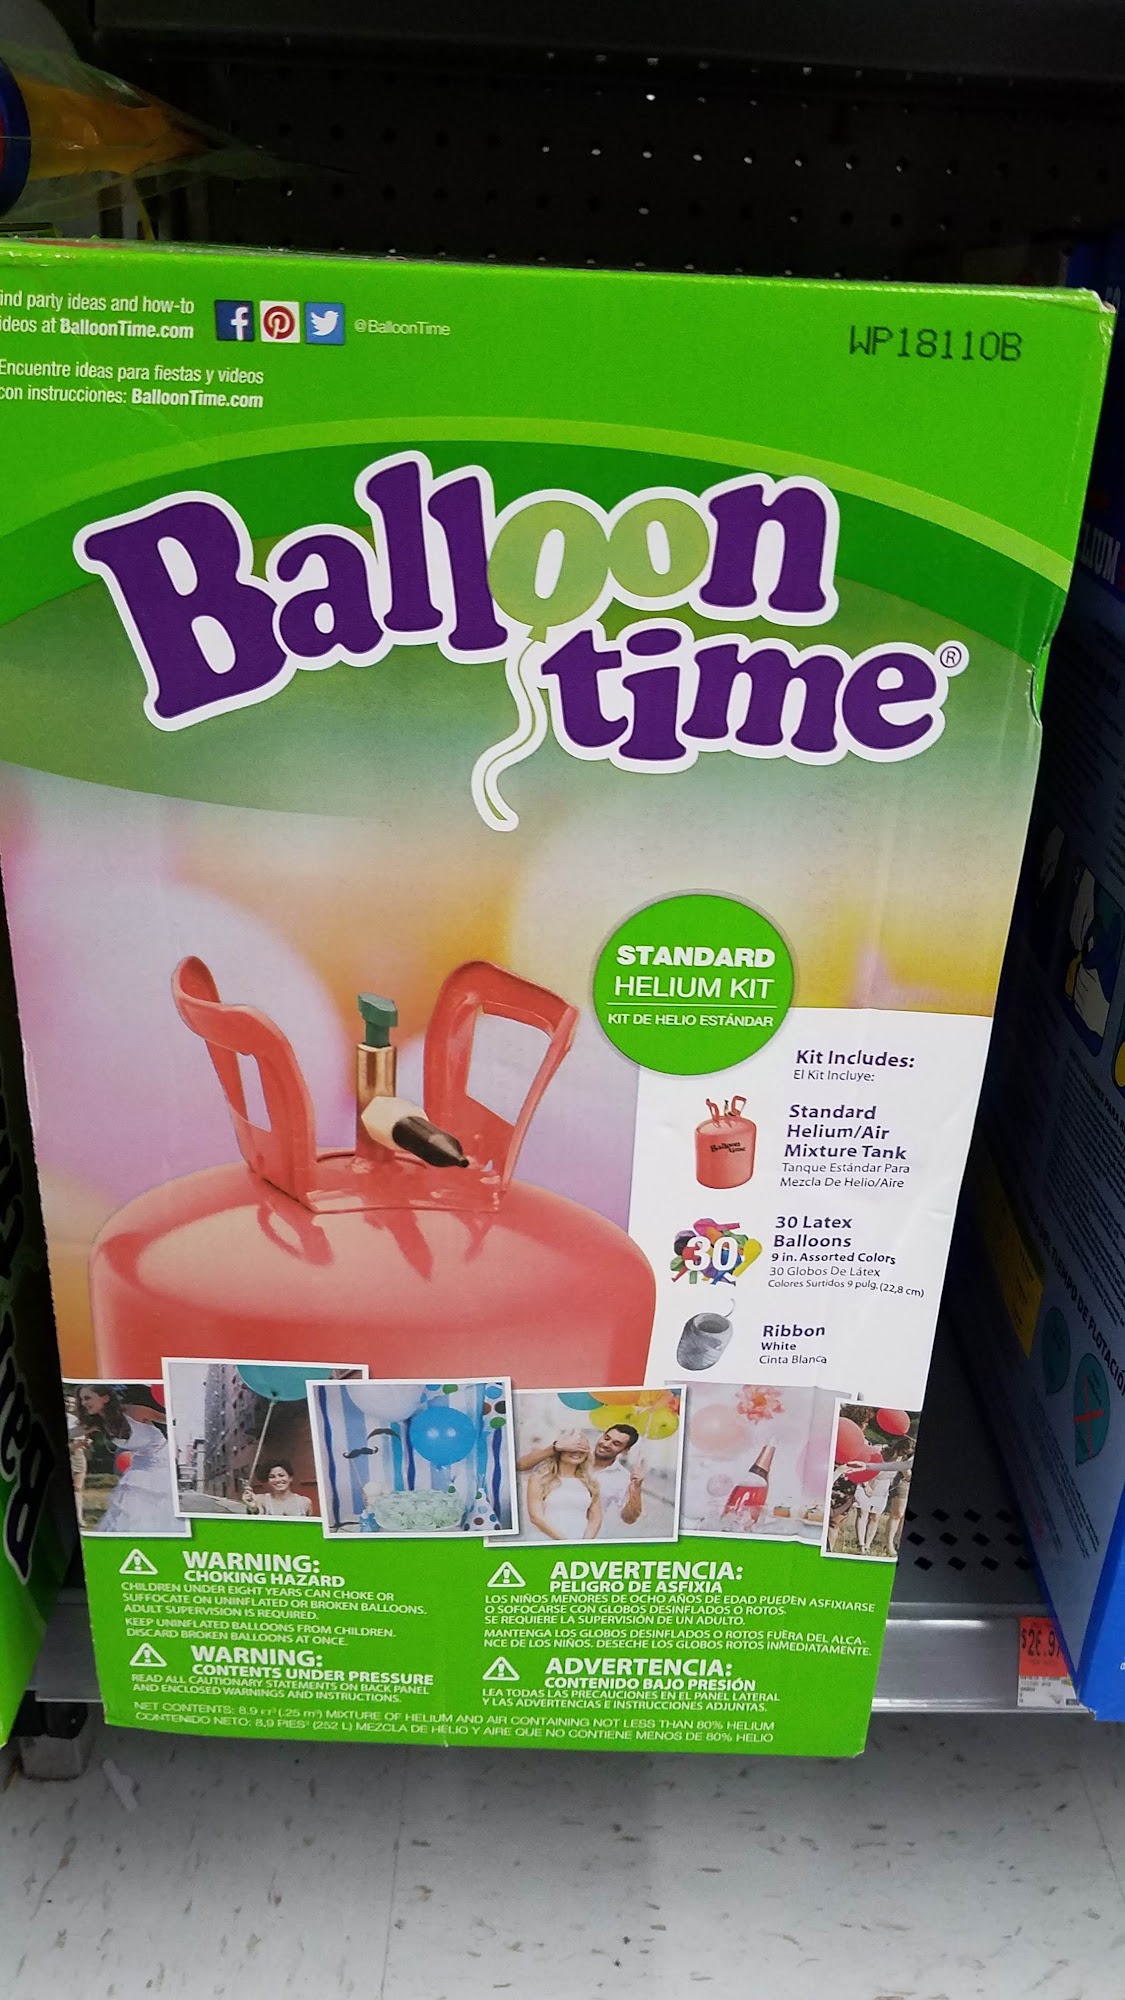 ind party ideas and how-to
ideos at BalloonTime.com
@BalloonTime
Encuentre ideas para fiestas y videos
con instrucciones: BalloonTime.com
WP18110B
Balloon
time®
STANDARD
HELIUM KIT
KIT DE HELIO ESTÁNDAR
Kit Includes:
El Kit Incluye:
Standard
Helium/Air
Mixture Tank
Tanque Estándar Para
Mezcla De Helio/Aire
Balloon
time
30 Latex
Balloons
9 in. Assorted Colors
30 Globos De Látex
Colores Surtidos 9 pulg. (22,8 cm)
30
Ribbon
White
Cinta Blanca
WARNING:
CHOKING HAZARD
CHILDREN UNDER EIGHT YEARS CAN CHOKE OR
SUFFOCATE ON UNINFLATED OR BROKEN BALLOONS.
ADULT SUPERVISION IS REQUIRED.
KEEP UNINFLATED BALLOONS FROM CHILDREN.
DISCARD BROKEN BALLOONS AT ONCE.
WARNING:
CONTENTS UNDER PRESSURE
READ ALL CAUTIONARY STATEMENTS ON BACK PANEL
AND ENCLOSED WARNINGS AND INSTRUCTIONS.
ADVERTENCIA:
PELIGRO DE ASFIXIA
LOS NIÑOS MENORES DE OCHO AÑOS DE EDAD PUEDEN ASFIXIARSE
O SOFOCARSE CON GLOBOS DESINFLADOS O ROTOS.
SE REQUIERE LA SUPERVISIÓN DE UN ADULTO.
MANTENGA LOS GLOBOS DESINFLADOS O ROTOS FUERA DEL ALCA-
NCE DE LOS NIÑOS. DESECHE LOS GLOBOS ROTOS INMEDIATAMENTE.
ADVERTENCIA:
CONTENIDO BAJO PRESIÓN
LEA TODAS LAS PRECAUCIONES EN EL PANEL LATERAL
Y LAS ADVERTENCIAS E INSTRUCCIONES ADJUNTAS.
NET CONTENTS: 8.9 FT³ (.25 m³) MIXTURE OF HELIUM AND AIR CONTAINING NOT LESS THAN 80% HELIUM
CONTENIDO NETO: 8,9 PIES³ (252 L) MEZCLA DE HELIO Y AIRE QUE NO CONTIENE MENOS DE 80% HELIO
TIEMPO DE FLOTACIÓ